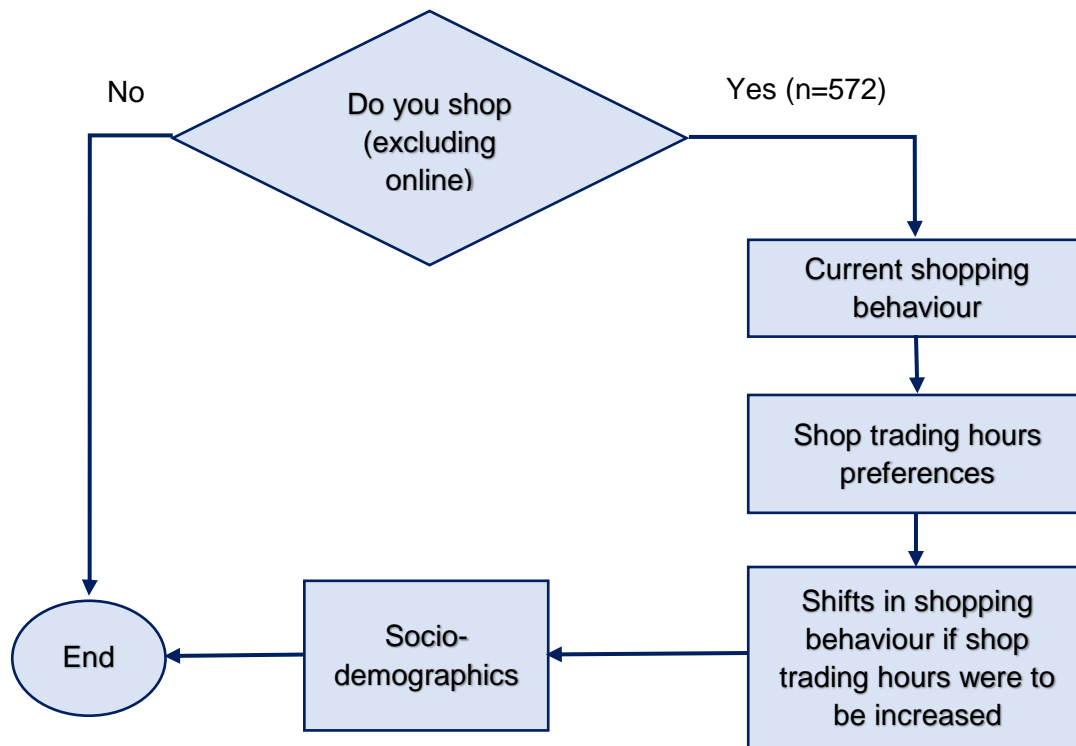 No
Yes (n=572)
Do you shop
(excluding
online)
Current shopping
behaviour
Shop trading hours
preferences
Shifts in shopping
behaviour if shop
trading hours were to
be increased
Socio-
demographics
End